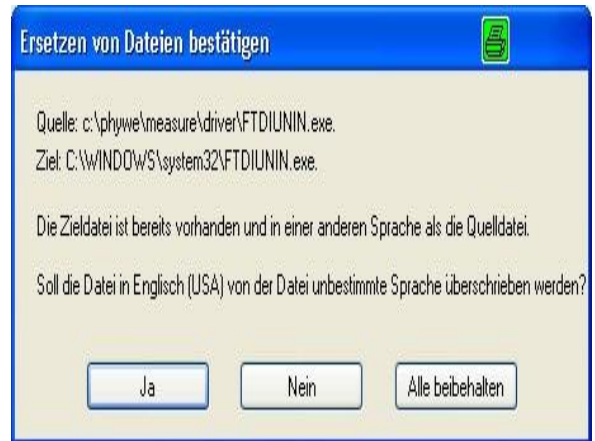 Ersetzen von Dateien bestätigen
Quelle: c:\phywe\measure\driver\FTDIUNIN.exe.
Ziel: C:\WINDOWS\system32\FTDIUNIN.exe.
Die Zieldatei ist bereits vorhanden und in einer anderen Sprache als die Quelldatei.
Soll die Datei in Englisch (USA) von der Datei unbestimmte Sprache überschrieben werden?
Ja
Nein
Alle beibehalten